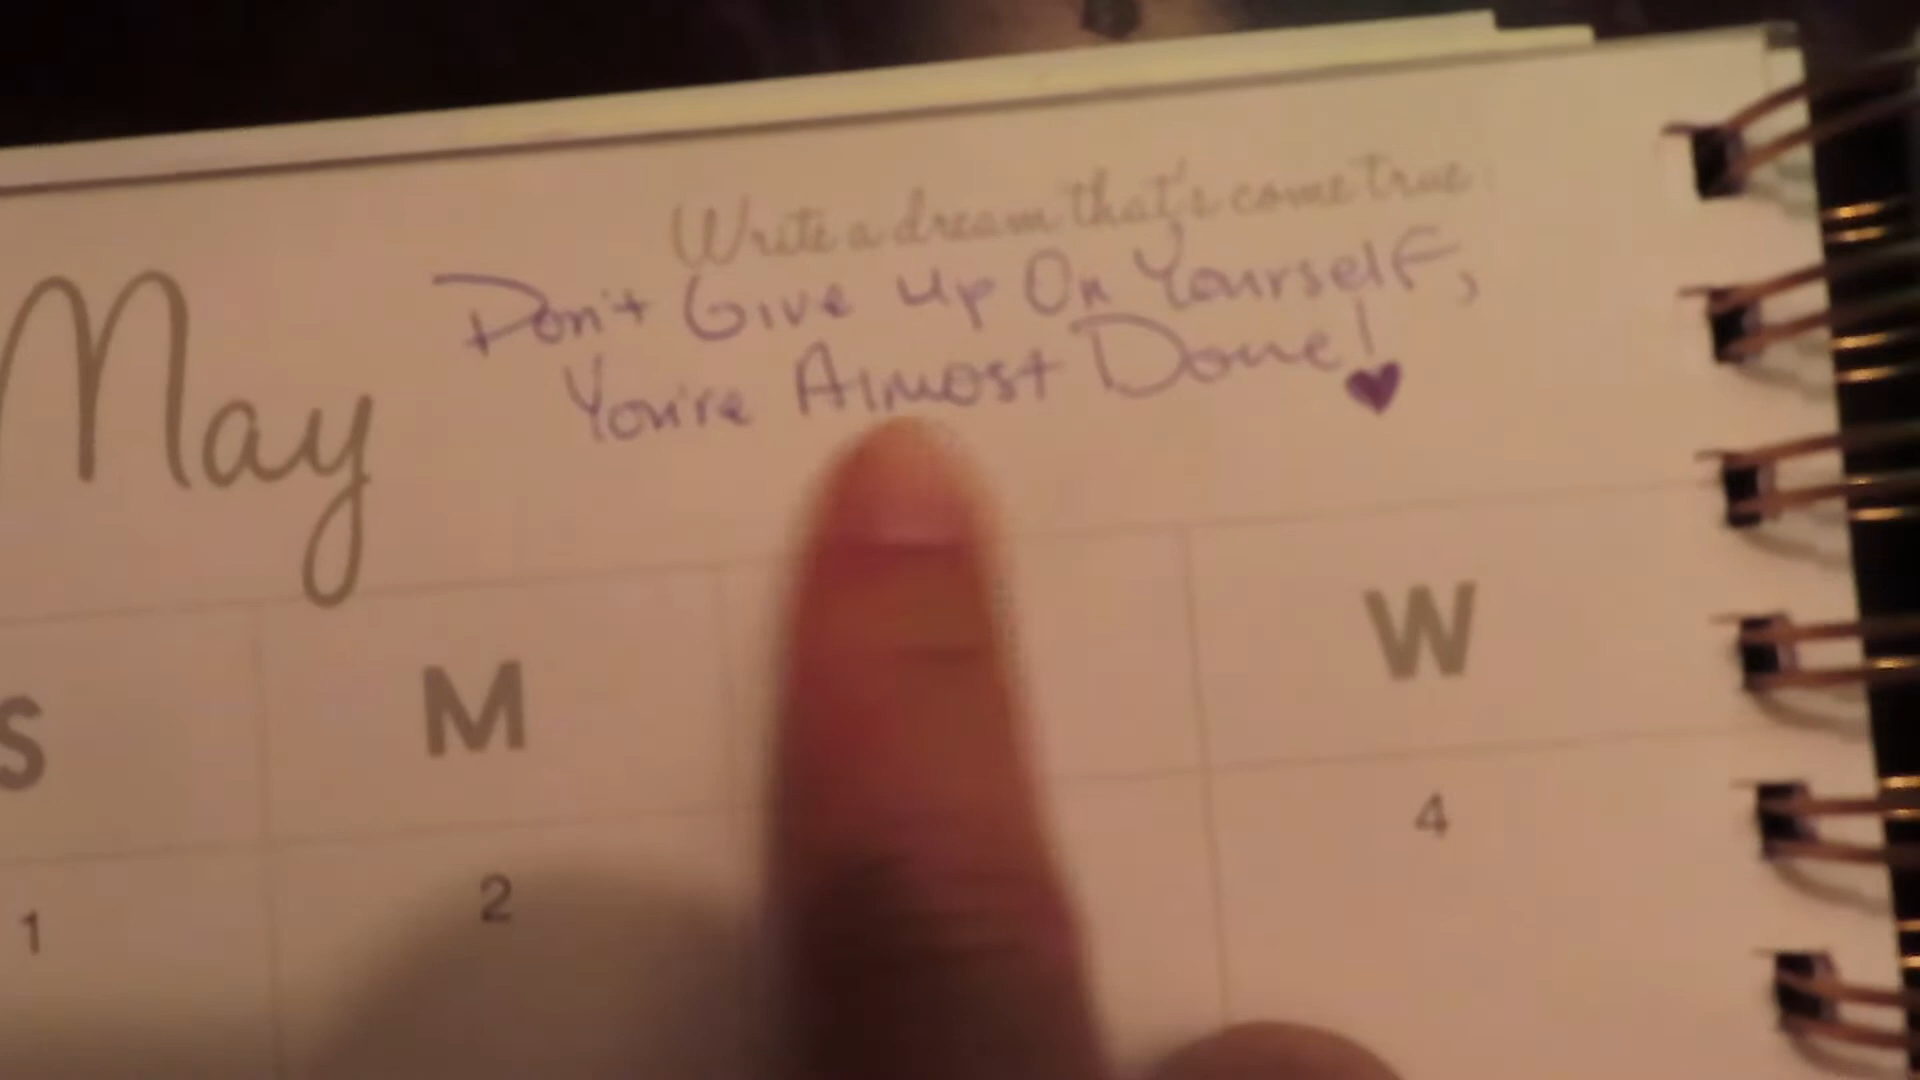 Write a dream that's come true:
Don't Give Up On Yourself,
You're Almost Done!
May
S M W
1 2 4